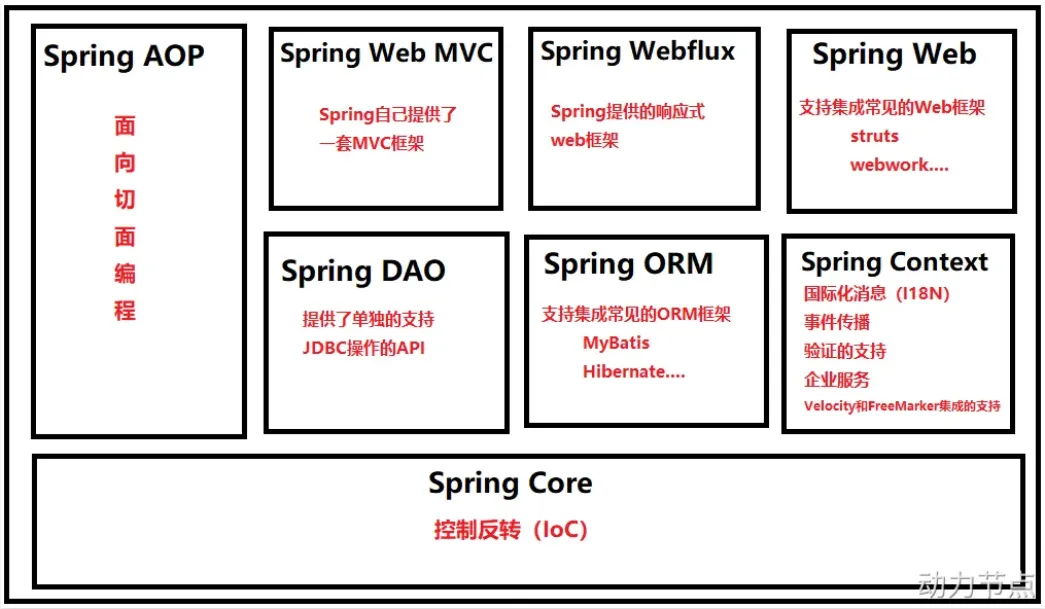 Spring AOP
面
向
切
面
编
程
Spring Web MVC
Spring自己提供了
一套MVC框架
Spring Webflux
Spring提供的响应式
web框架
Spring Web
支持集成常见的Web框架
struts
webwork....
Spring DAO
提供了单独的支持
JDBC操作的API
Spring ORM
支持集成常见的ORM框架
MyBatis
Hibernate....
Spring Context
国际化消息（I18N）
事件传播
验证的支持
企业服务
Velocity和FreeMarker集成的支持
Spring Core
控制反转（IoC）
动力节点